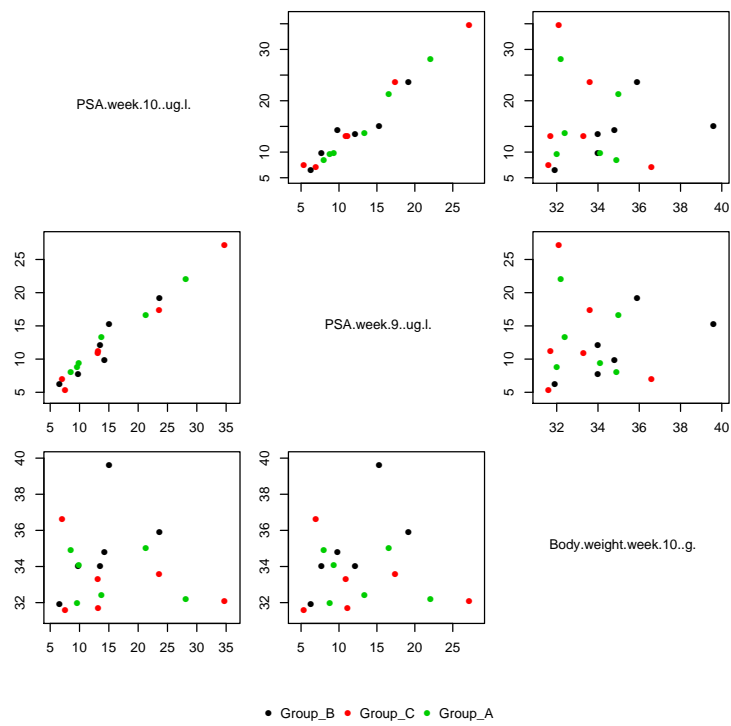 PSA.week.10..ug.l.
5 10 20 30
5 10 15 20 25
5 10 20 30
32 34 36 38 40
5 10 15 20 25
5 10 15 20 25 30 35
PSA.week.9..ug.l.
5 10 15 20 25
32 34 36 38 40
32 34 36 38 40
5 10 15 20 25 30 35
32 34 36 38 40
5 10 15 20 25
Body.weight.week.10..g.
Group_B Group_C Group_A